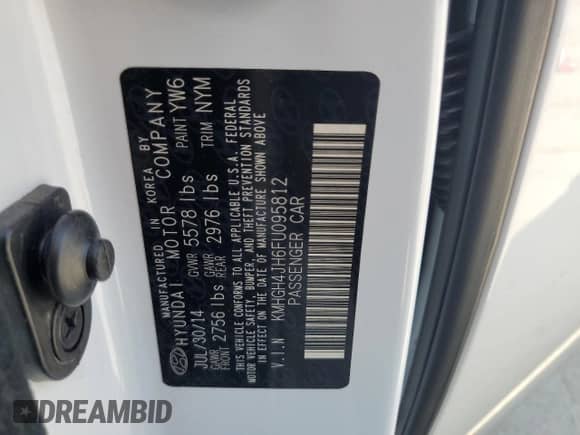 MANUFACTURED IN KOREA BY
HYUNDAI MOTOR COMPANY
JUL/30/14 GVWR 5578 lbs PAINT YW6
GAWR FRONT 2756 lbs GAWR REAR 2976 lbs TRIM NYM
THIS VEHICLE CONFORMS TO ALL APPLICABLE U.S.A. FEDERAL
MOTOR VEHICLE SAFETY, BUMPER, AND THEFT PREVENTION STANDARDS
IN EFFECT ON THE DATE OF MANUFACTURE SHOWN ABOVE
V.I.N KMHGH4JH6FU095812
PASSENGER CAR
DREAMBID